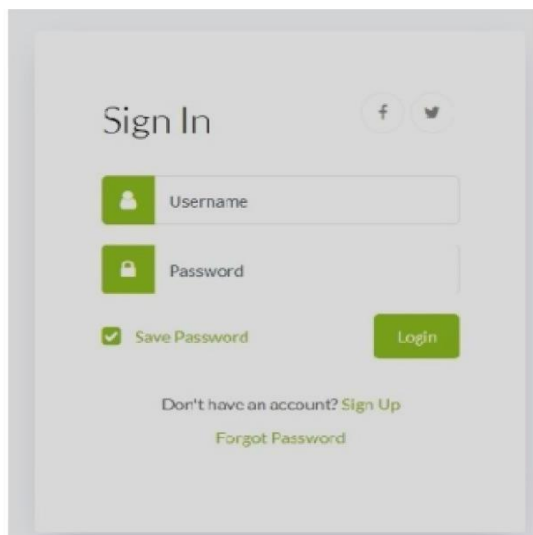 Sign In
Username
Password
Save Password
Login
Don't have an account? Sign Up
Forgot Password